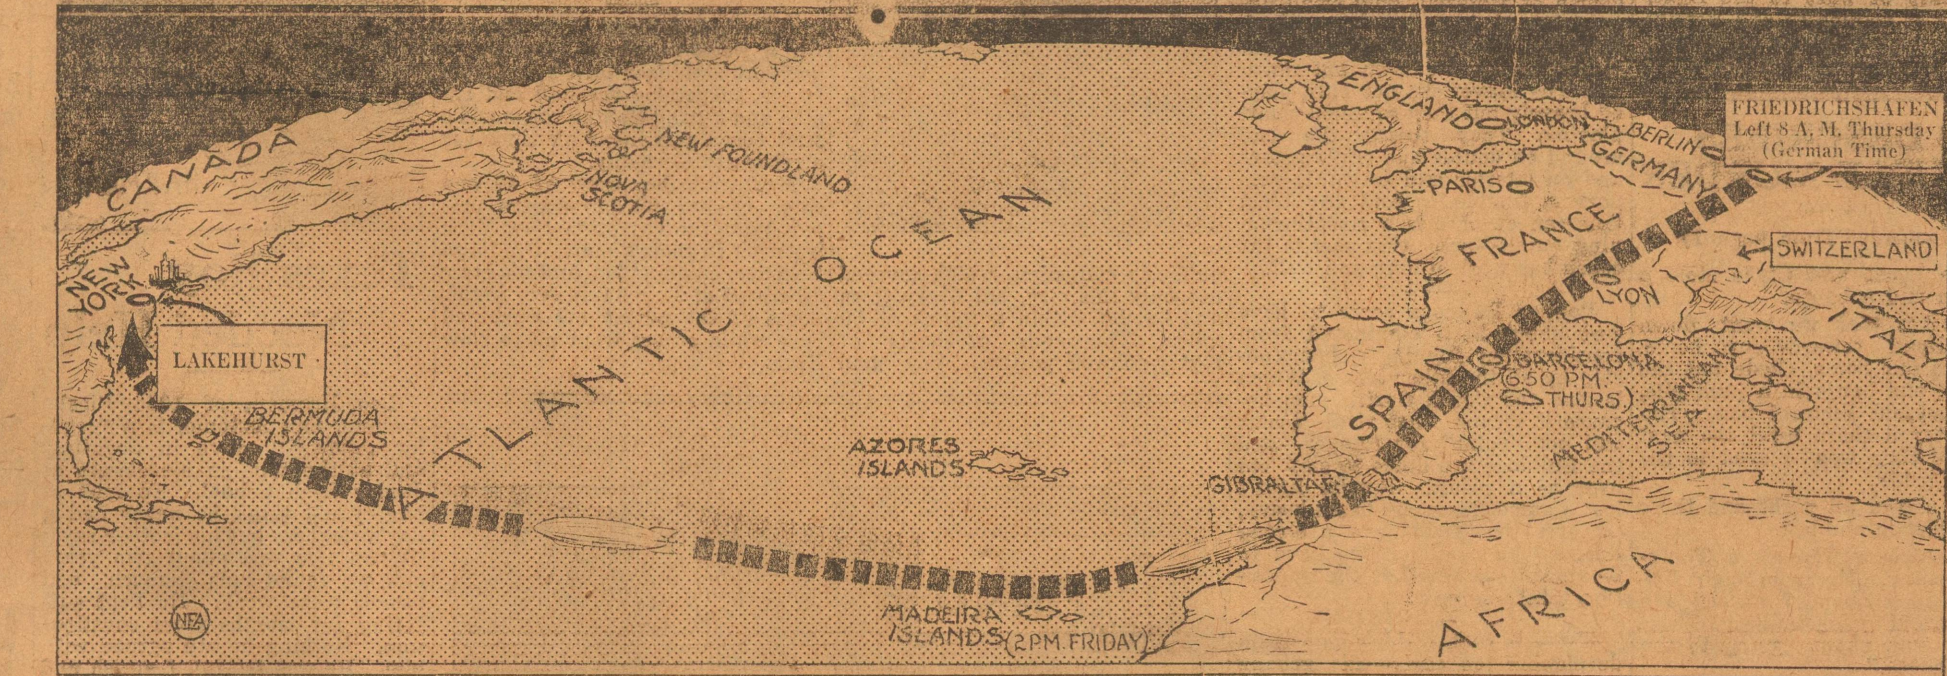 CANADA
NEW FOUNDLAND
NOVA
SCOTIA
NEW
YORK
LAKEHURST
BERMUDA
ISLANDS
ATLANTIC OCEAN
AZORES
ISLANDS
MADEIRA
ISLANDS (2 PM. FRIDAY)
GIBRALTAR
AFRICA
SPAIN
BARCELONA
(6:50 PM.
THURS.)
MEDITERRANEAN
SEA
ITALY
LYON
SWITZERLAND
FRANCE
PARIS
GERMANY
BERLIN
ENGLAND
LONDON
FRIEDRICHSHAFEN
Left 8 A. M. Thursday
(German Time)
NEA